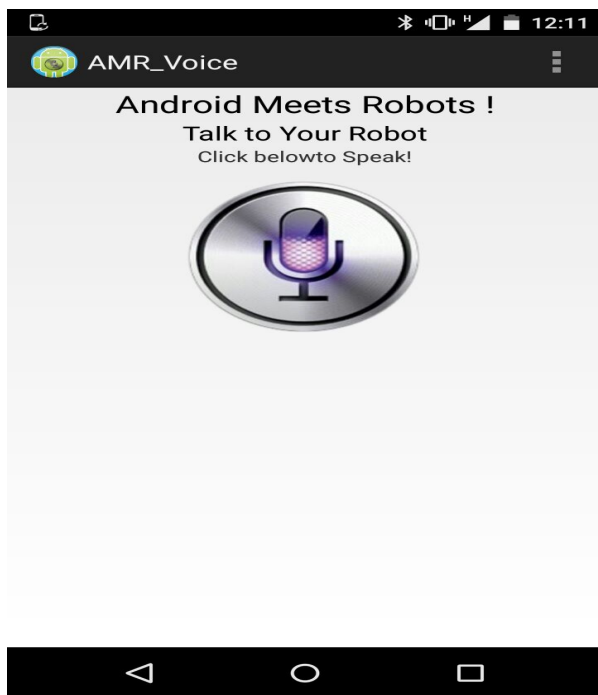 H 12:11
AMR_Voice
Android Meets Robots !
Talk to Your Robot
Click belowto Speak!